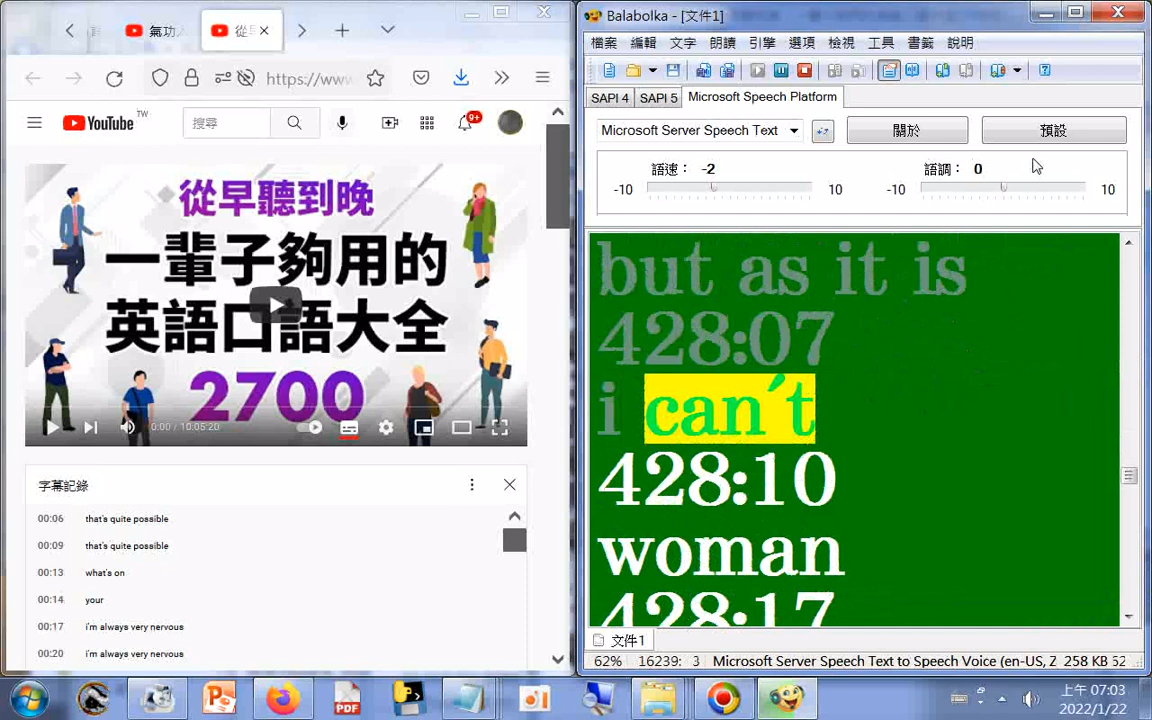 氣功
從
https://www
YouTube TW
搜尋
9+
從早聽到晚
一輩子夠用的
英語口語大全
2700
0:00 / 10:05:20
字幕記錄
00:06 that's quite possible
00:09 that's quite possible
00:13 what's on
00:14 your
00:17 i'm always very nervous
00:20 i'm always very nervous
Balabolka - [文件1]
檔案 編輯 文字 朗讀 引擎 選項 檢視 工具 書籤 說明
SAPI 4 SAPI 5 Microsoft Speech Platform
Microsoft Server Speech Text 關於 預設
語速： -2 語調： 0
-10 10 -10 10
but as it is
428:07
i can't
428:10
woman
428:17
文件1
62% 16239: 3 Microsoft Server Speech Text to Speech Voice (en-US, Z 258 KB 52
PDF
上午 07:03
2022/1/22